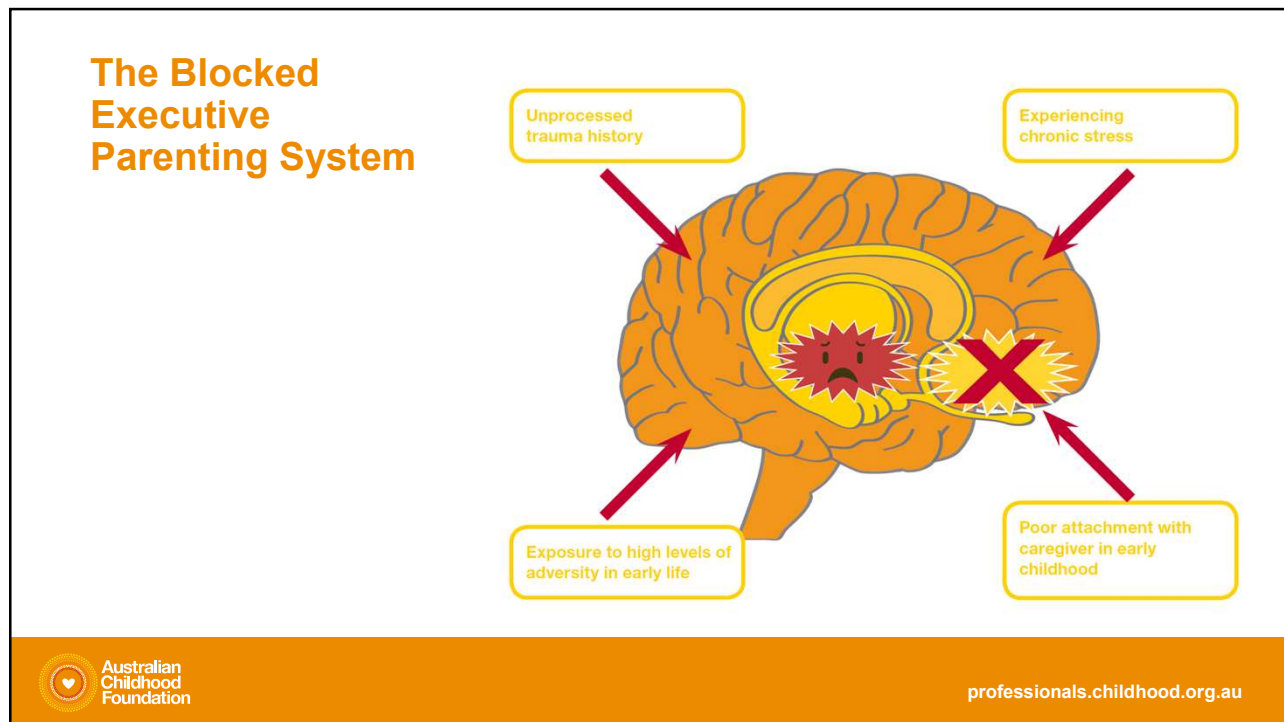 The Blocked
Executive
Parenting System
Unprocessed
trauma history
Experiencing
chronic stress
Exposure to high levels of
adversity in early life
Poor attachment with
caregiver in early
childhood
Australian
Childhood
Foundation
professionals.childhood.org.au